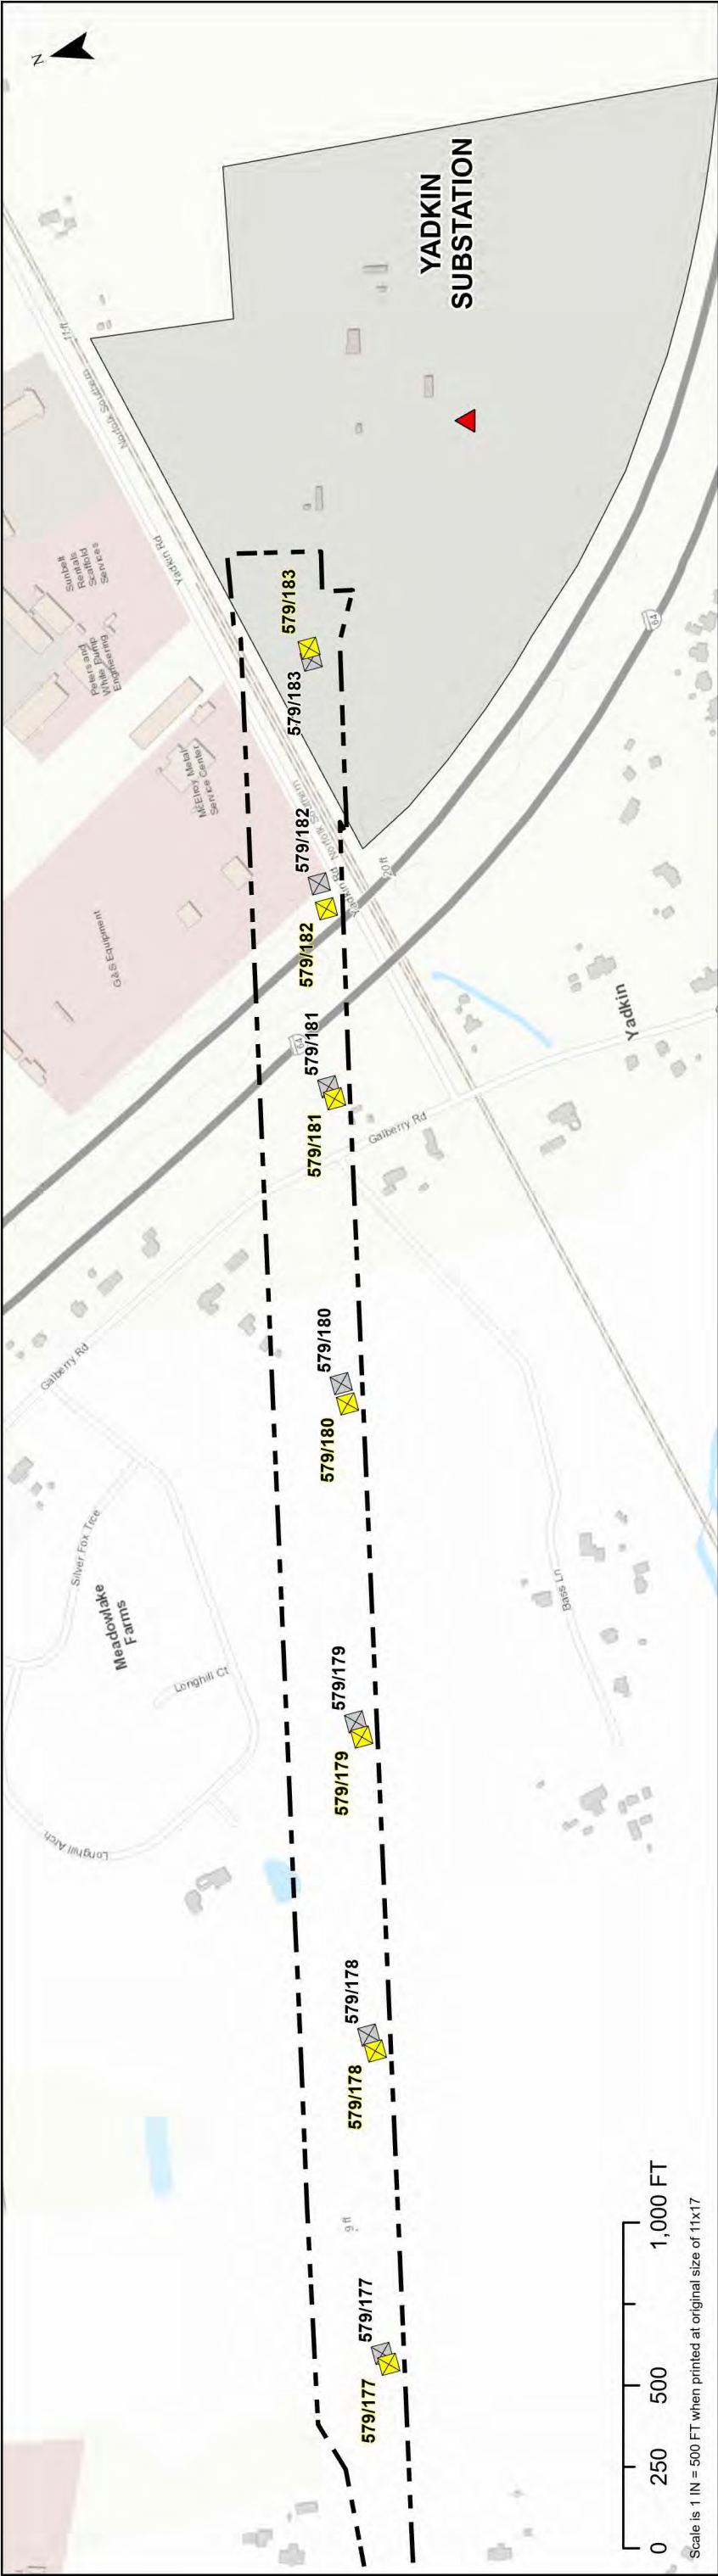 N
YADKIN
SUBSTATION
11 ft
Norfolk Southern
Yadkin Rd
Sunbelt
Rentals
Scaffold
Services
Peters and
White Pump
Engineering
McElroy Metal
Service Center
G&S Equipment
579/183
579/183
579/182
579/182
Yadkin Rd
20 ft
64
64
579/181
579/181
Yadkin
Galberry Rd
Galberry Rd
579/180
579/180
Silver Fox Trce
Meadowlake
Farms
Longhill Ct
Longhill Arch
Bass Ln
579/179
579/179
579/178
579/178
9 ft
579/177
579/177
0 250 500 1,000 FT
Scale is 1 IN = 500 FT when printed at original size of 11x17